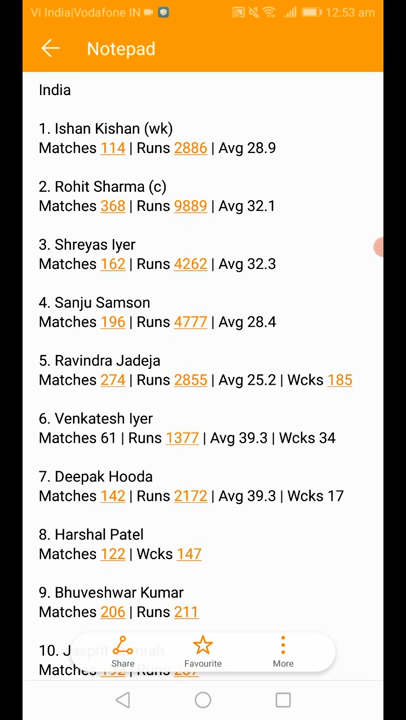 Vi India|Vodafone IN
12:53 am
Notepad
India
1. Ishan Kishan (wk)
Matches 114 | Runs 2886 | Avg 28.9
2. Rohit Sharma (c)
Matches 368 | Runs 9889 | Avg 32.1
3. Shreyas Iyer
Matches 162 | Runs 4262 | Avg 32.3
4. Sanju Samson
Matches 196 | Runs 4777 | Avg 28.4
5. Ravindra Jadeja
Matches 274 | Runs 2855 | Avg 25.2 | Wcks 185
6. Venkatesh Iyer
Matches 61 | Runs 1377 | Avg 39.3 | Wcks 34
7. Deepak Hooda
Matches 142 | Runs 2172 | Avg 39.3 | Wcks 17
8. Harshal Patel
Matches 122 | Wcks 147
9. Bhuveshwar Kumar
Matches 206 | Runs 211
10.
Matches 192 | Runs
Share
Favourite
More